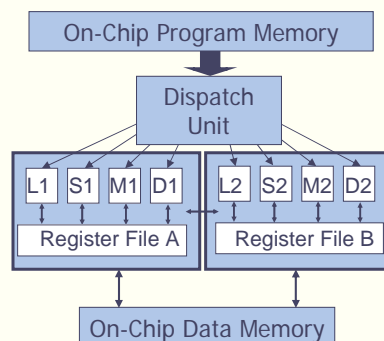 On-Chip Program Memory
Dispatch
Unit
L1 S1 M1 D1 L2 S2 M2 D2
Register File A Register File B
On-Chip Data Memory